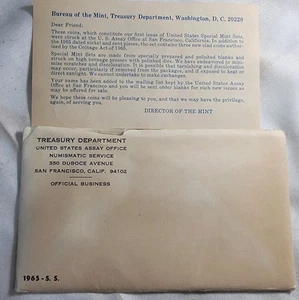 Bureau of the Mint, Treasury Department, Washington, D. C. 20220
Dear Friend:
These coins, which constitute our first issue of United States Special Mint Sets,
were struck at the U. S. Assay Office at San Francisco, California. In addition to
the 1965 dated nickel and cent pieces, the set contains three new clad coins author-
ized by the Coinage Act of 1965.
Special Mint Sets are made from specially prepared and polished blanks and
struck on high tonnage presses with polished dies. We have endeavored to mini-
mize scratches and discoloration. It is possible that tarnishing and discoloration
may occur, particularly if removed from the packages, and if exposed to heat or
direct sunlight. We cannot undertake to make exchanges.
Your name has been added to the mailing list kept by the United States Assay
Office at San Francisco and you will be sent order blanks for such new issues as
may be offered for sale.
We hope these coins will be pleasing to you, and that we may have the privilege,
again, of serving you.
DIRECTOR OF THE MINT
TREASURY DEPARTMENT
UNITED STATES ASSAY OFFICE
NUMISMATIC SERVICE
350 DUBOCE AVENUE
SAN FRANCISCO, CALIF. 94102
OFFICIAL BUSINESS
1965 - S. S.